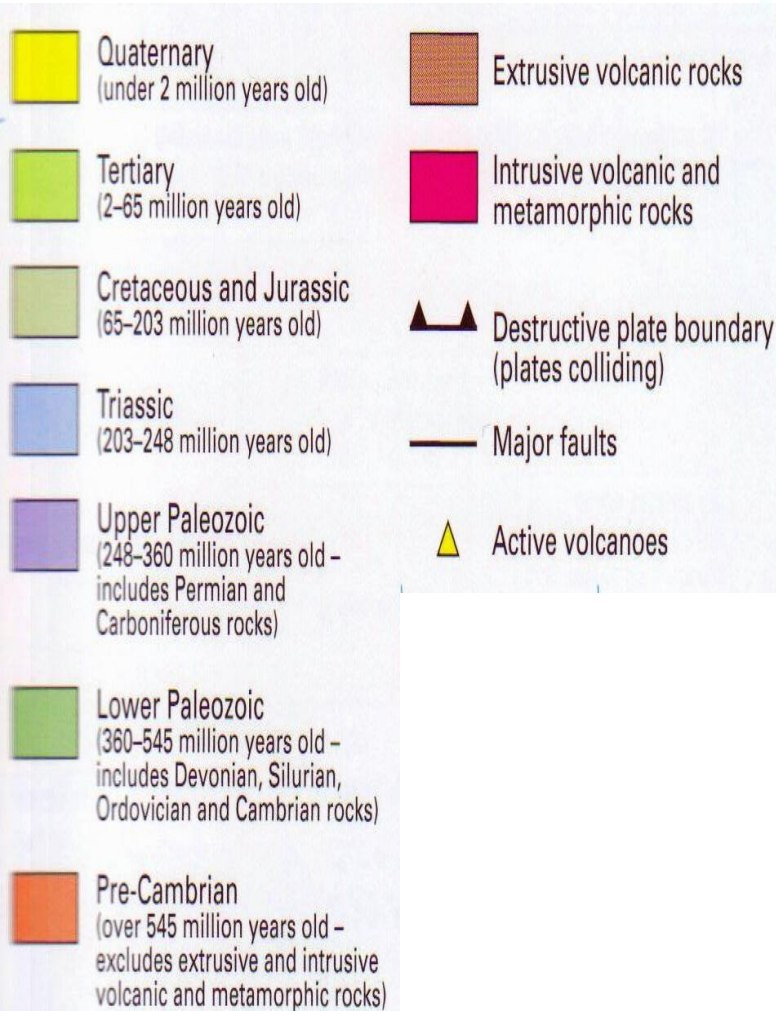 Quaternary
(under 2 million years old)
Tertiary
(2–65 million years old)
Cretaceous and Jurassic
(65–203 million years old)
Triassic
(203–248 million years old)
Upper Paleozoic
(248–360 million years old –
includes Permian and
Carboniferous rocks)
Lower Paleozoic
(360–545 million years old –
includes Devonian, Silurian,
Ordovician and Cambrian rocks)
Pre-Cambrian
(over 545 million years old –
excludes extrusive and intrusive
volcanic and metamorphic rocks)
Extrusive volcanic rocks
Intrusive volcanic and
metamorphic rocks
Destructive plate boundary
(plates colliding)
Major faults
Active volcanoes